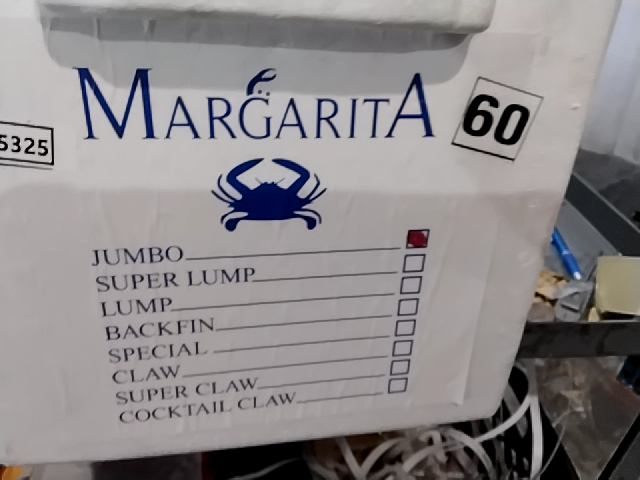 MARGARITA
60
5325
JUMBO
SUPER LUMP
LUMP
BACKFIN
SPECIAL
CLAW
SUPER CLAW
COCKTAIL CLAW